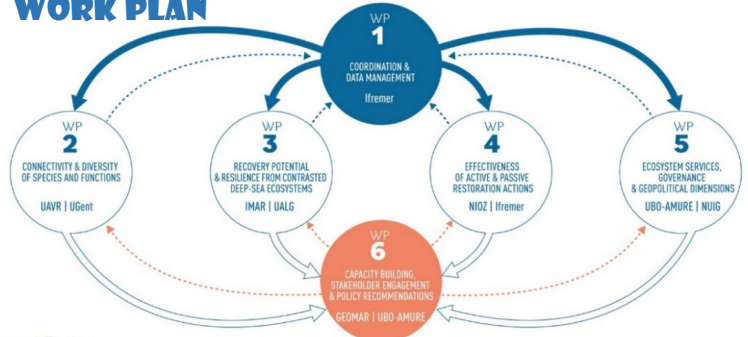 WORK PLAN
WP
1
COORDINATION &
DATA MANAGEMENT
Ifremer
WP
2
CONNECTIVITY & DIVERSITY
OF SPECIES AND FUNCTIONS
UAVR | UGent
WP
3
RECOVERY POTENTIAL
& RESILIENCE FROM CONTRASTED
DEEP-SEA ECOSYSTEMS
IMAR | UALG
WP
4
EFFECTIVENESS
OF ACTIVE & PASSIVE
RESTORATION ACTIONS
NIOZ | Ifremer
WP
5
ECOSYSTEM SERVICES,
GOVERNANCE
& GEOPOLITICAL DIMENSIONS
UBO-AMURE | NUIG
WP
6
CAPACITY BUILDING,
STAKEHOLDER ENGAGEMENT
& POLICY RECOMMENDATIONS
GEOMAR | UBO-AMURE